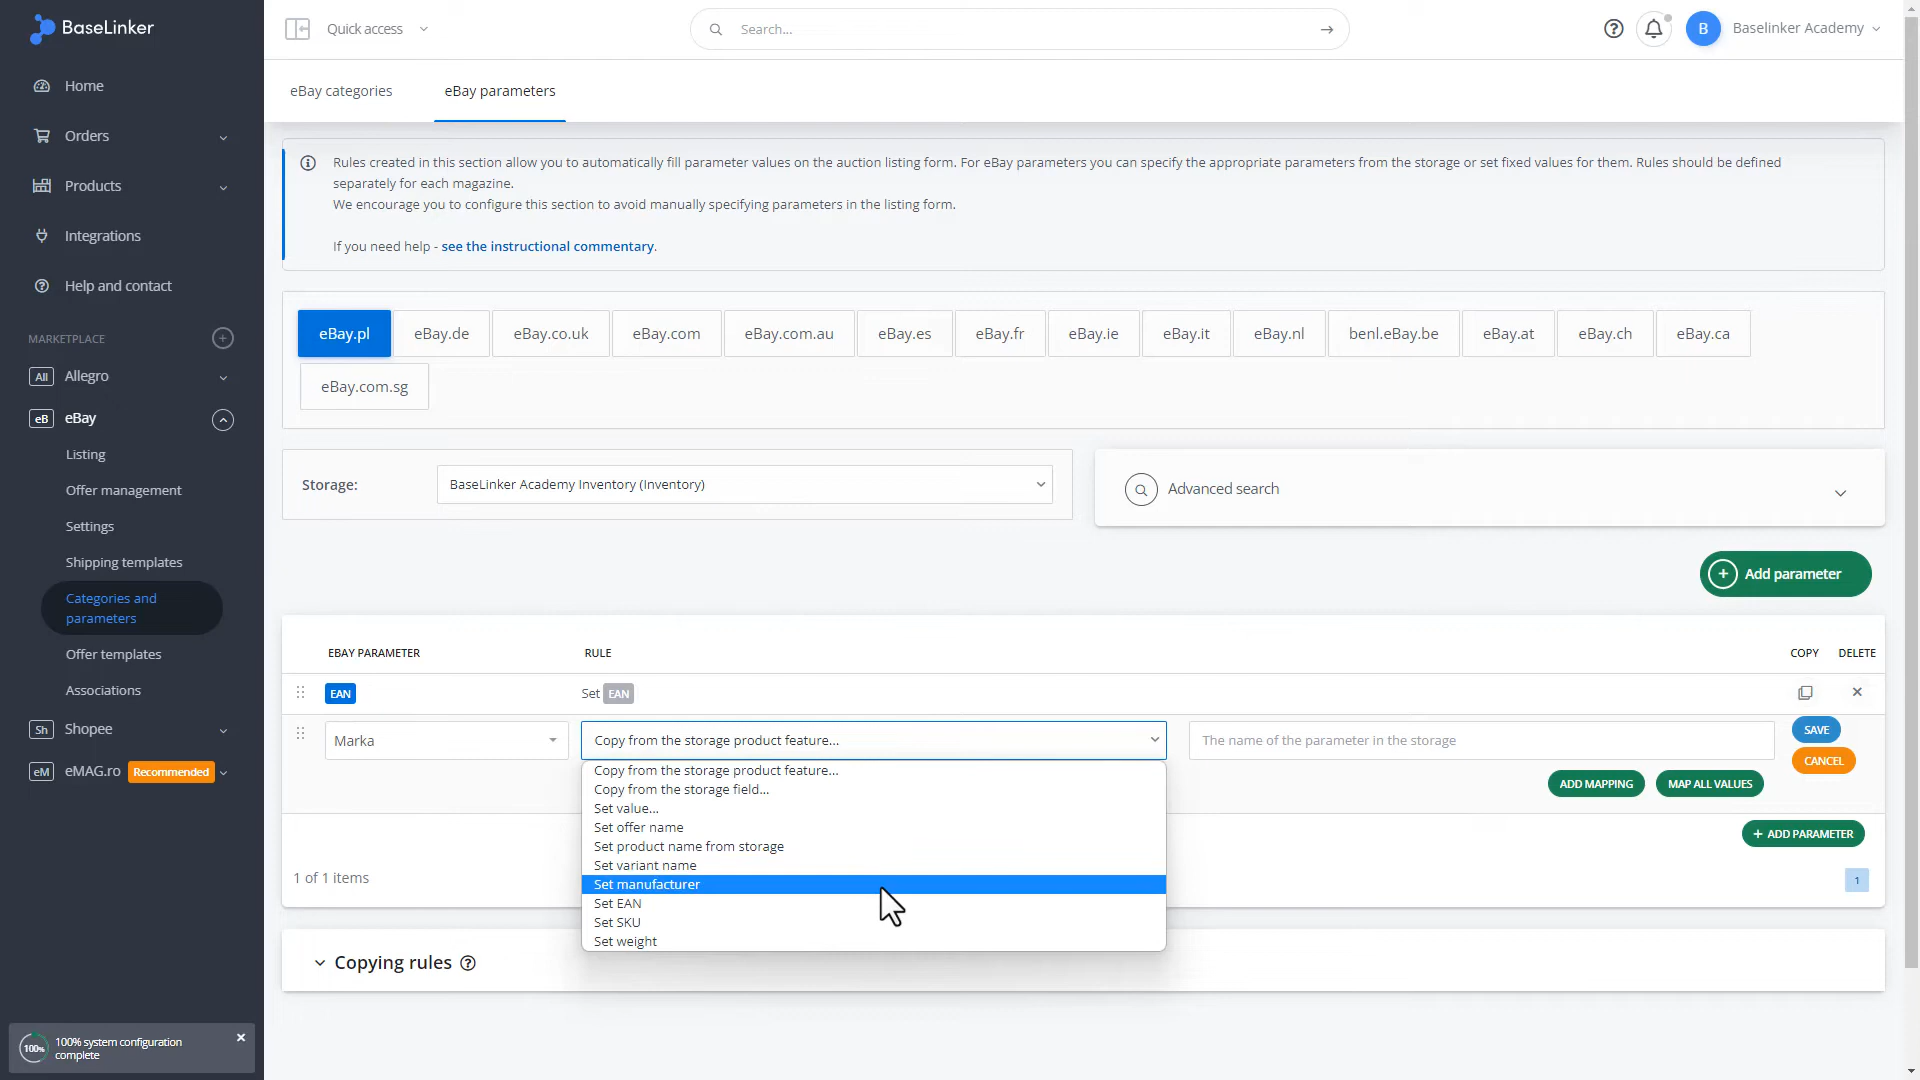 BaseLinker
Quick access
Search...
B
Baselinker Academy
Home
Orders
Products
Integrations
Help and contact
MARKETPLACE
All
Allegro
eB
eBay
Listing
Offer management
Settings
Shipping templates
Categories and
parameters
Offer templates
Associations
Sh
Shopee
eM
eMAG.ro
Recommended
100%
100% system configuration
complete
eBay categories
eBay parameters
Rules created in this section allow you to automatically fill parameter values on the auction listing form. For eBay parameters you can specify the appropriate parameters from the storage or set fixed values for them. Rules should be defined
separately for each magazine.
We encourage you to configure this section to avoid manually specifying parameters in the listing form.
If you need help - see the instructional commentary.
eBay.pl
eBay.de
eBay.co.uk
eBay.com
eBay.com.au
eBay.es
eBay.fr
eBay.ie
eBay.it
eBay.nl
benl.eBay.be
eBay.at
eBay.ch
eBay.ca
eBay.com.sg
Storage:
BaseLinker Academy Inventory (Inventory)
Advanced search
Add parameter
EBAY PARAMETER
RULE
COPY
DELETE
EAN
Set EAN
Marka
Copy from the storage product feature...
The name of the parameter in the storage
SAVE
CANCEL
Copy from the storage product feature...
Copy from the storage field...
Set value...
Set offer name
Set product name from storage
Set variant name
Set manufacturer
Set EAN
Set SKU
Set weight
ADD MAPPING
MAP ALL VALUES
+ ADD PARAMETER
1 of 1 items
1
Copying rules